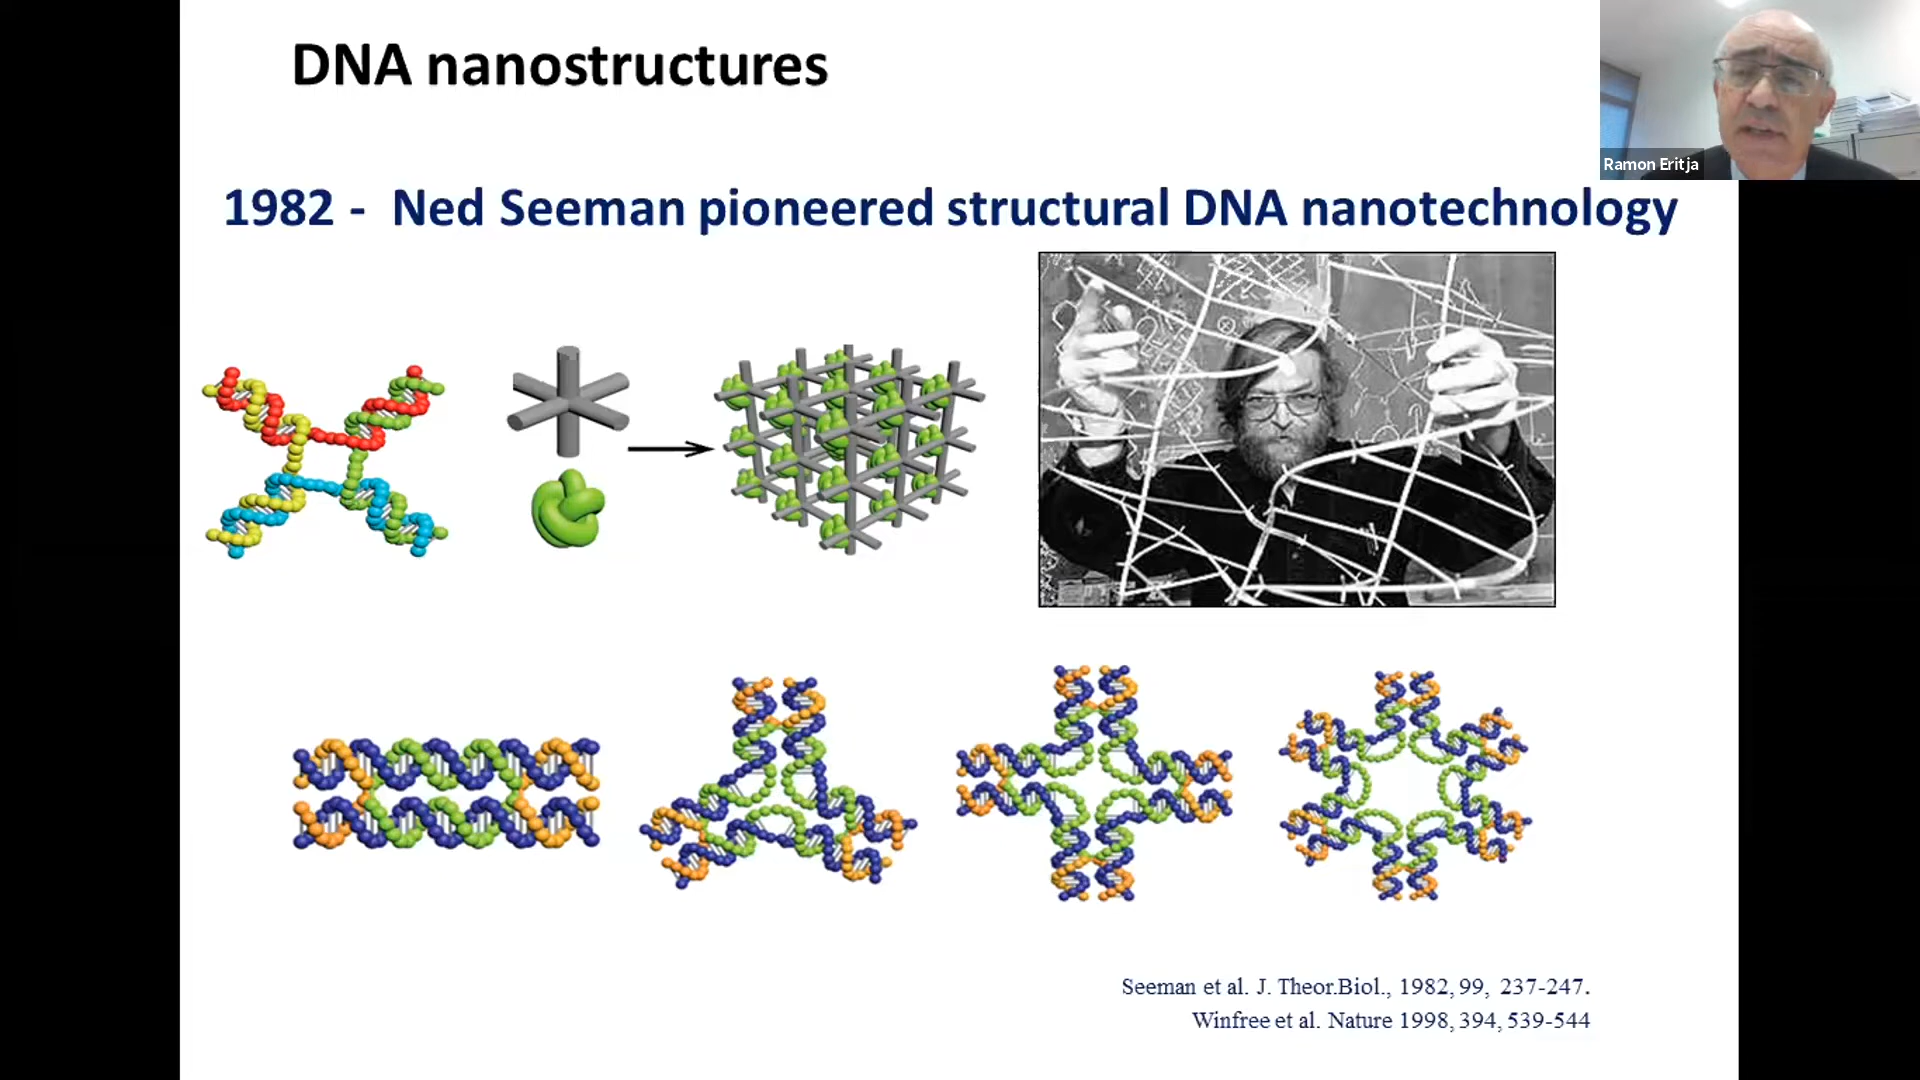 DNA nanostructures
Ramon Eritja
1982 - Ned Seeman pioneered structural DNA nanotechnology
Seeman et al. J. Theor.Biol., 1982, 99, 237-247.
Winfree et al. Nature 1998, 394, 539-544